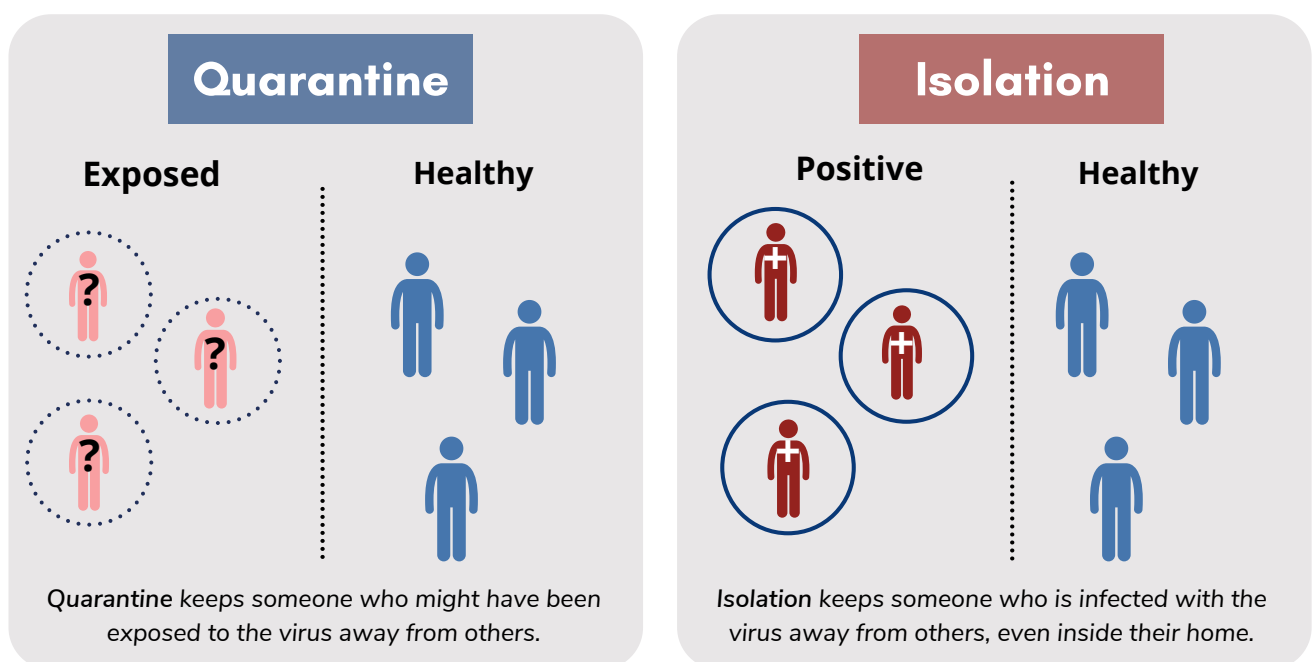 Quarantine
Exposed
Healthy
?
?
?
Quarantine keeps someone who might have been
exposed to the virus away from others.
Isolation
Positive
Healthy
+
+
+
Isolation keeps someone who is infected with the
virus away from others, even inside their home.